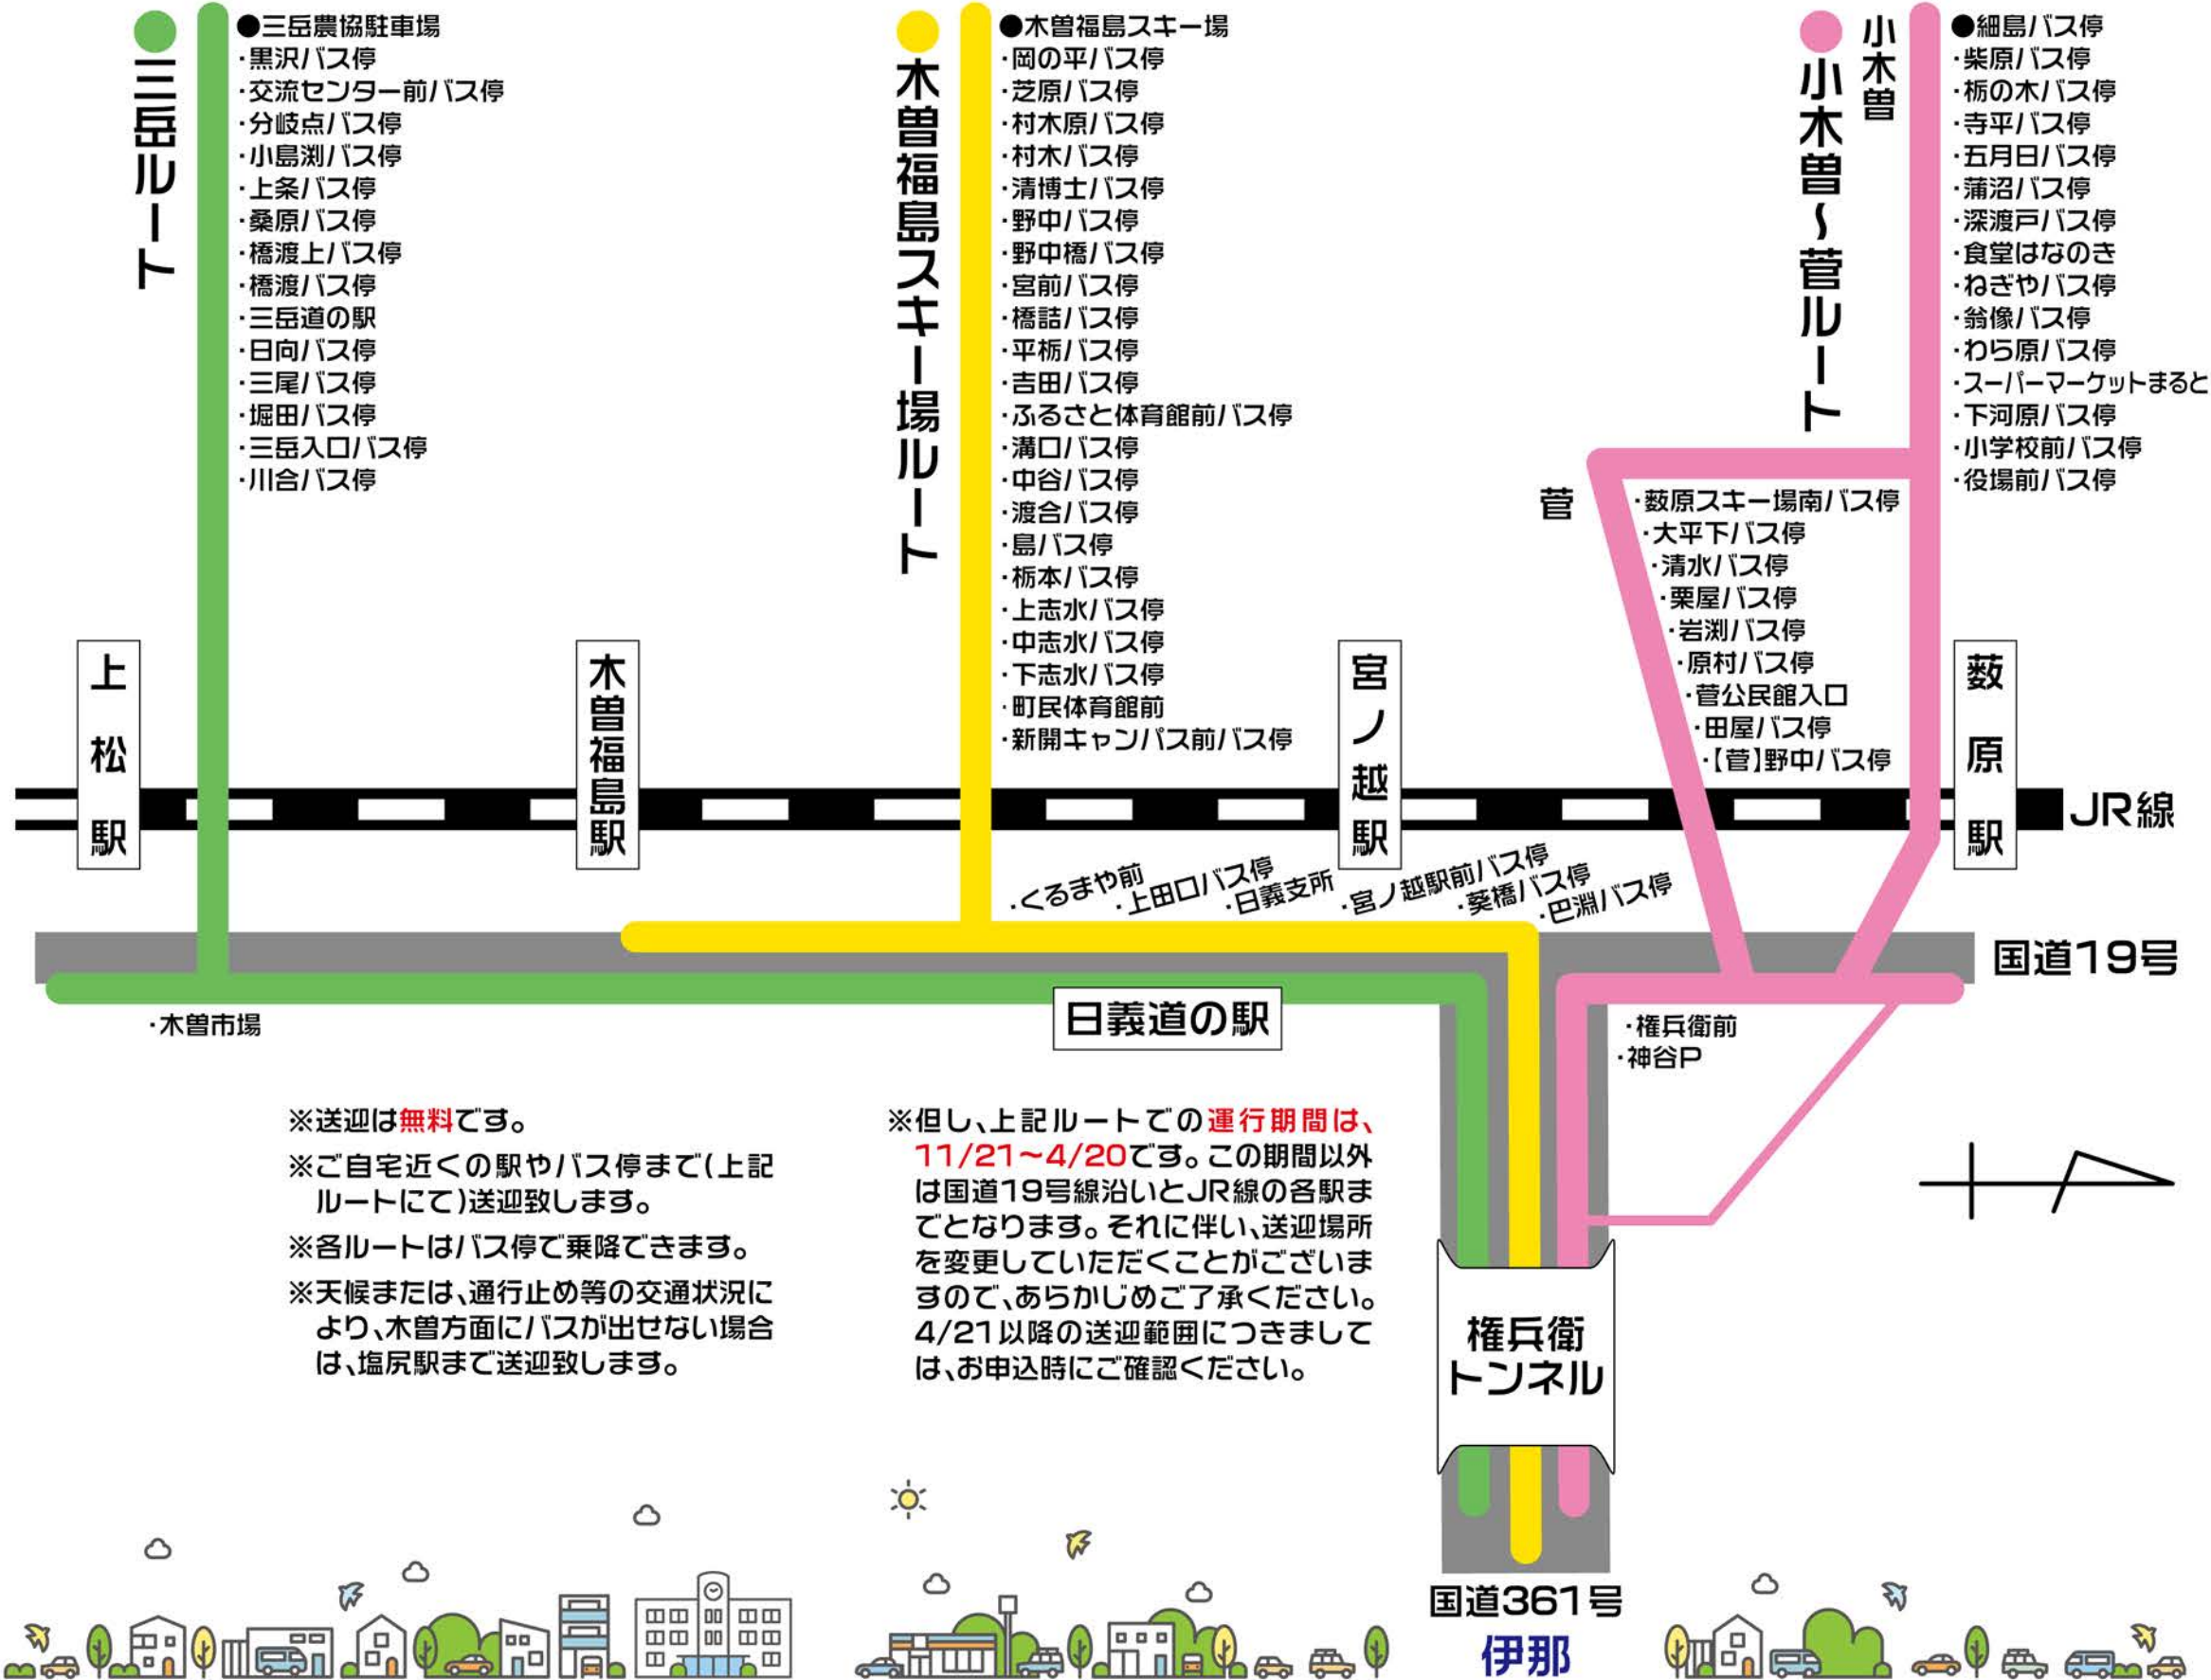 ●三岳ルート
●三岳農協駐車場
・黒沢バス停
・交流センター前バス停
・分岐点バス停
・小島渕バス停
・上条バス停
・桑原バス停
・橋渡上バス停
・橋渡バス停
・三岳道の駅
・日向バス停
・三尾バス停
・堀田バス停
・三岳入口バス停
・川合バス停
●木曽福島スキー場ルート
●木曽福島スキー場
・岡の平バス停
・芝原バス停
・村木原バス停
・村木バス停
・清博士バス停
・野中バス停
・野中橋バス停
・宮前バス停
・橋詰バス停
・平栃バス停
・吉田バス停
・ふるさと体育館前バス停
・溝口バス停
・中谷バス停
・渡合バス停
・島バス停
・栃本バス停
・上志水バス停
・中志水バス停
・下志水バス停
・町民体育館前
・新開キャンパス前バス停
●小木曽～菅ルート
小木曽
●細島バス停
・柴原バス停
・栃の木バス停
・寺平バス停
・五月日バス停
・蒲沼バス停
・深渡戸バス停
・食堂はなのき
・ねぎやバス停
・翁像バス停
・わら原バス停
・スーパーマーケットまると
・下河原バス停
・小学校前バス停
・役場前バス停
菅
・薮原スキー場南バス停
・大平下バス停
・清水バス停
・栗屋バス停
・岩渕バス停
・原村バス停
・菅公民館入口
・田屋バス停
・【菅】野中バス停
上松駅
木曽福島駅
宮ノ越駅
薮原駅
JR線
・くるまや前
・上田口バス停
・日義支所
・宮ノ越駅前バス停
・葵橋バス停
・巴淵バス停
国道19号
日義道の駅
・木曽市場
・権兵衛前
・神谷P
※送迎は無料です。
※ご自宅近くの駅やバス停まで(上記
ルートにて)送迎致します。
※各ルートはバス停で乗降できます。
※天候または、通行止め等の交通状況に
より、木曽方面にバスが出せない場合
は、塩尻駅まで送迎致します。
※但し、上記ルートでの運行期間は、
11/21～4/20です。この期間以外
は国道19号線沿いとJR線の各駅ま
でとなります。それに伴い、送迎場所
を変更していただくことがございま
すので、あらかじめご了承ください。
4/21以降の送迎範囲につきまして
は、お申込時にご確認ください。
権兵衛
トンネル
国道361号
伊那